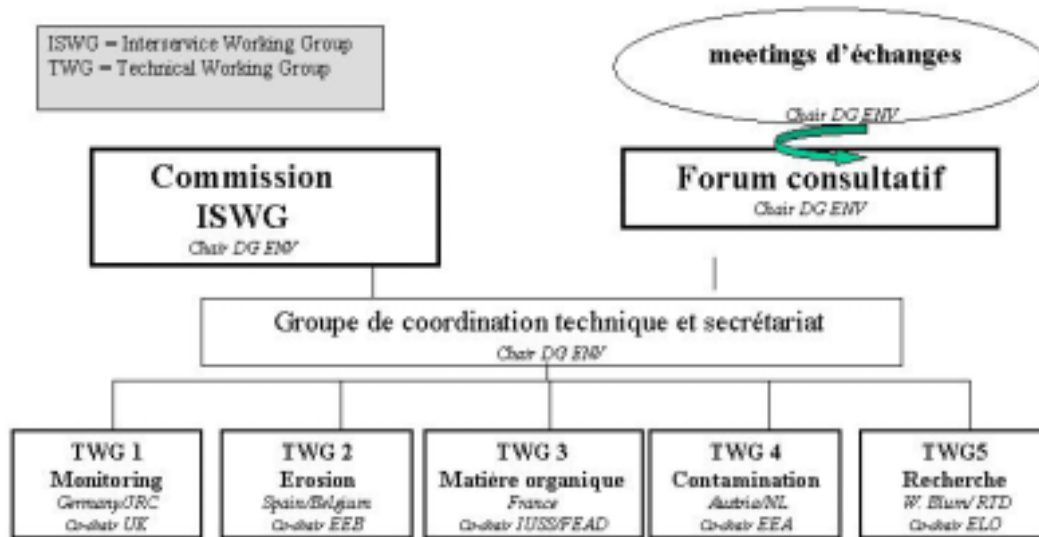 ISWG = Interservice Working Group
TWG = Technical Working Group
meetings d'échanges
Chair DG ENV
Commission
ISWG
Chair DG ENV
Forum consultatif
Chair DG ENV
Groupe de coordination technique et secrétariat
Chair DG ENV
TWG 1
Monitoring
Germany/JRC
Co-chair UK
TWG 2
Erosion
Spain/Belgium
Co-chair EEB
TWG 3
Matière organique
France
Co-chair IUSS/FEAD
TWG 4
Contamination
Austria/NL
Co-chair EEA
TWG5
Recherche
W. Blum/ RTD
Co-chair ELO